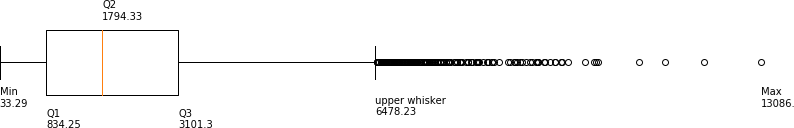 Q2
1794.33
Min
33.29
Q1
834.25
Q3
3101.3
upper whisker
6478.23
Max
13086.